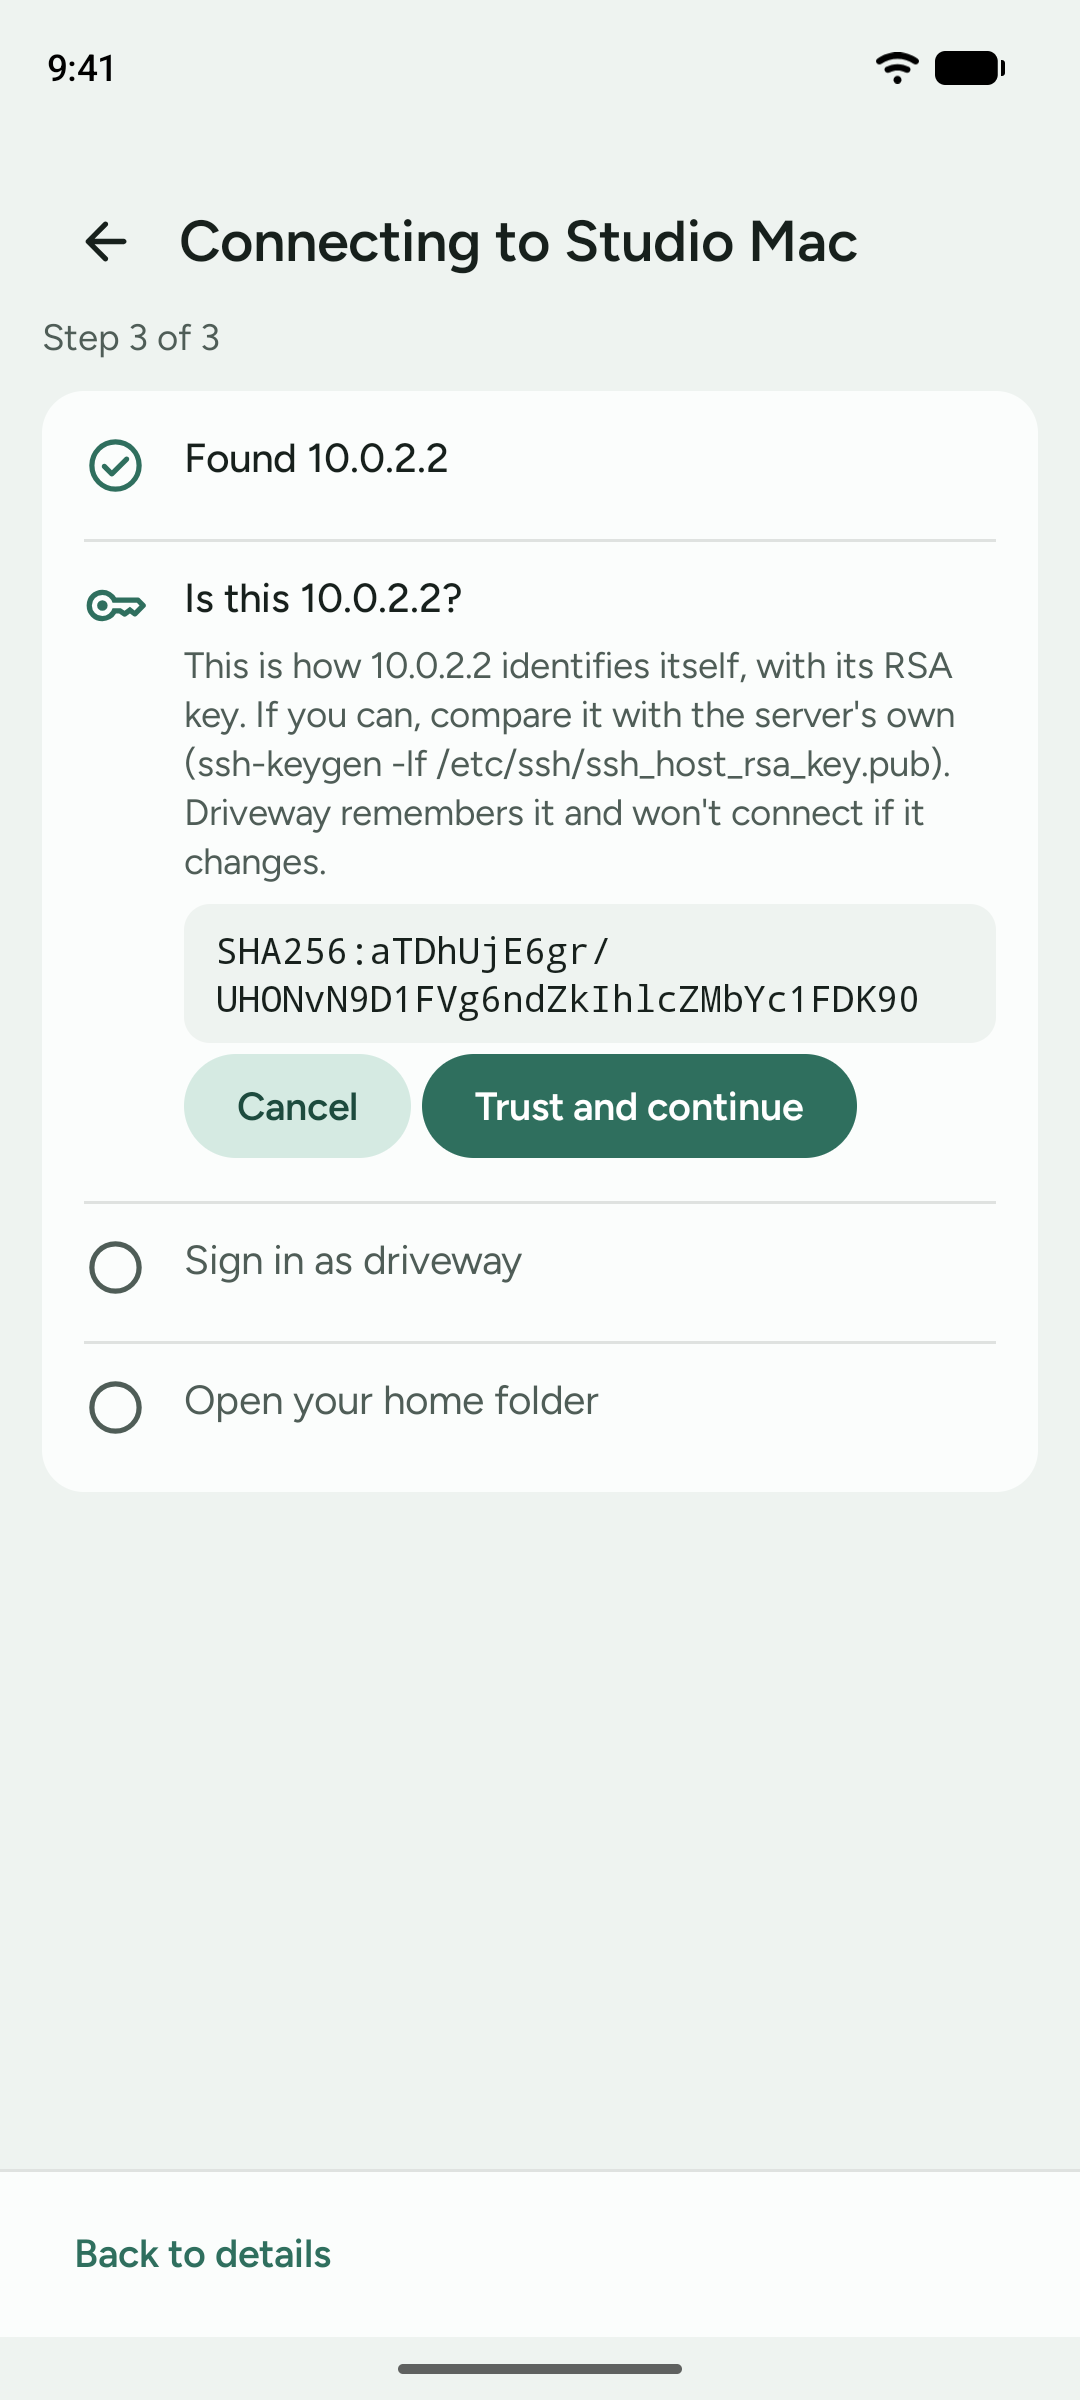 9:41
Connecting to Studio Mac
Step 3 of 3
Found 10.0.2.2
Is this 10.0.2.2?
This is how 10.0.2.2 identifies itself, with its RSA
key. If you can, compare it with the server's own
(ssh-keygen -lf /etc/ssh/ssh_host_rsa_key.pub).
Driveway remembers it and won't connect if it
changes.
SHA256:aTDhUjE6gr/
UHONvN9D1FVg6ndZkIhlcZMbYc1FDK90
Cancel
Trust and continue
Sign in as driveway
Open your home folder
Back to details